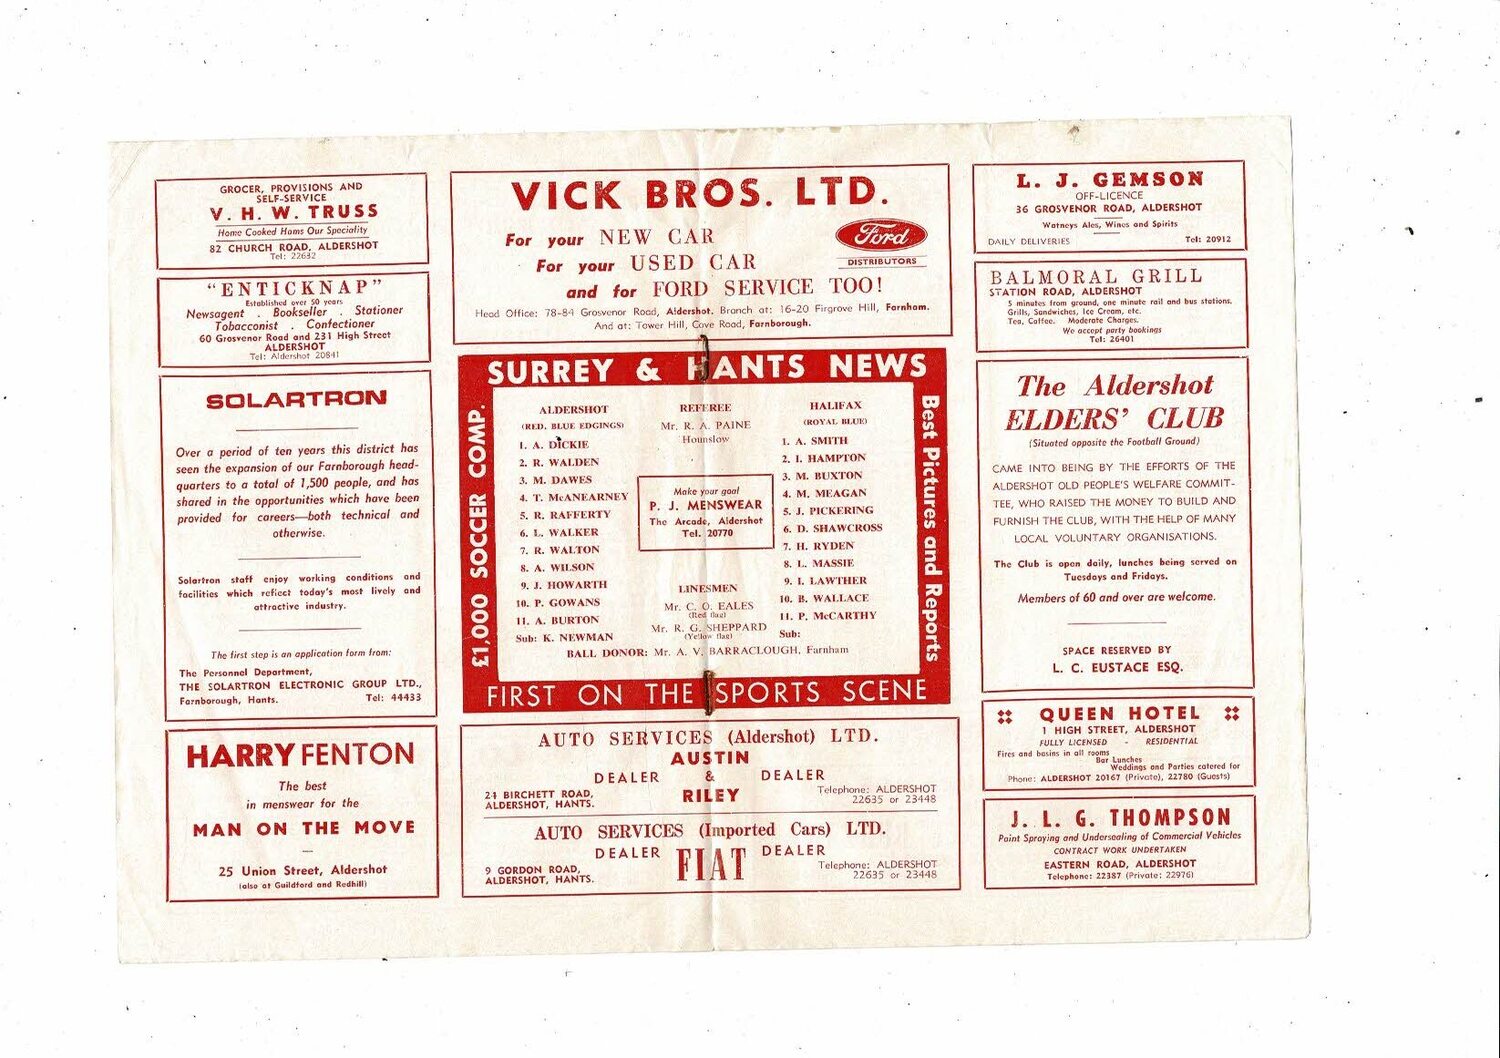 GROCER, PROVISIONS AND
SELF-SERVICE
V. H. W. TRUSS
Home Cooked Hams Our Speciality
82 CHURCH ROAD, ALDERSHOT
Tel: 22632
"ENTICKNAP"
Established over 50 years
Newsagent . Bookseller . Stationer
Tobacconist . Confectioner
60 Grosvenor Road and 231 High Street
ALDERSHOT
Tel: Aldershot 20841
SOLARTRON
Over a period of ten years this district has
seen the expansion of our Farnborough head-
quarters to a total of 1,500 people, and has
shared in the opportunities which have been
provided for careers—both technical and
otherwise.
Solartron staff enjoy working conditions and
facilities which reflect today's most lively and
attractive industry.
The first step is an application form from:
The Personnel Department,
THE SOLARTRON ELECTRONIC GROUP LTD.,
Farnborough, Hants. Tel: 44433
HARRY FENTON
The best
in menswear for the
MAN ON THE MOVE
25 Union Street, Aldershot
(also at Guildford and Redhill)
VICK BROS. LTD.
For your NEW CAR
For your USED CAR
and for FORD SERVICE TOO!
Ford
DISTRIBUTORS
Head Office: 78-84 Grosvenor Road, Aldershot. Branch at: 16-20 Firgrove Hill, Farnham.
And at: Tower Hill, Cove Road, Farnborough.
SURREY & HANTS NEWS
£1,000 SOCCER COMP.
ALDERSHOT
(RED, BLUE EDGINGS)
1. A. DICKIE
2. R. WALDEN
3. M. DAWES
4. T. McANEARNEY
5. R. RAFFERTY
6. L. WALKER
7. R. WALTON
8. A. WILSON
9. J. HOWARTH
10. P. GOWANS
11. A. BURTON
Sub: K. NEWMAN
REFEREE
Mr. R. A. PAINE
Hounslow
Make your goal
P. J. MENSWEAR
The Arcade, Aldershot
Tel. 20770
LINESMEN
Mr. C. O. EALES
(Red flag)
Mr. R. G. SHEPPARD
(Yellow flag)
HALIFAX
(ROYAL BLUE)
1. A. SMITH
2. I. HAMPTON
3. M. BUXTON
4. M. MEAGAN
5. J. PICKERING
6. D. SHAWCROSS
7. H. RYDEN
8. L. MASSIE
9. I. LAWTHER
10. B. WALLACE
11. P. McCARTHY
Sub:
BALL DONOR: Mr. A. V. BARRACLOUGH, Farnham
Best Pictures and Reports
FIRST ON THE SPORTS SCENE
AUTO SERVICES (Aldershot) LTD.
AUSTIN
DEALER & DEALER
RILEY
21 BIRCHETT ROAD,
ALDERSHOT, HANTS.
Telephone: ALDERSHOT
22635 or 23448
AUTO SERVICES (Imported Cars) LTD.
DEALER FIAT DEALER
9 GORDON ROAD,
ALDERSHOT, HANTS.
Telephone: ALDERSHOT
22635 or 23448
L. J. GEMSON
OFF-LICENCE
36 GROSVENOR ROAD, ALDERSHOT
Watneys Ales, Wines and Spirits
DAILY DELIVERIES Tel: 20912
BALMORAL GRILL
STATION ROAD, ALDERSHOT
5 minutes from ground, one minute rail and bus stations.
Grills, Sandwiches, Ice Cream, etc.
Tea, Coffee. Moderate Charges.
We accept party bookings
Tel: 26401
The Aldershot
ELDERS' CLUB
(Situated opposite the Football Ground)
CAME INTO BEING BY THE EFFORTS OF THE
ALDERSHOT OLD PEOPLE'S WELFARE COMMIT-
TEE, WHO RAISED THE MONEY TO BUILD AND
FURNISH THE CLUB, WITH THE HELP OF MANY
LOCAL VOLUNTARY ORGANISATIONS.
The Club is open daily, lunches being served on
Tuesdays and Fridays.
Members of 60 and over are welcome.
SPACE RESERVED BY
L. C. EUSTACE ESQ.
QUEEN HOTEL
1 HIGH STREET, ALDERSHOT
FULLY LICENSED - RESIDENTIAL
Fires and basins in all rooms
Bar Lunches
Weddings and Parties catered for
Phone: ALDERSHOT 20167 (Private), 22780 (Guests)
J. L. G. THOMPSON
Paint Spraying and Undersealing of Commercial Vehicles
CONTRACT WORK UNDERTAKEN
EASTERN ROAD, ALDERSHOT
Telephone: 22387 (Private: 22976)